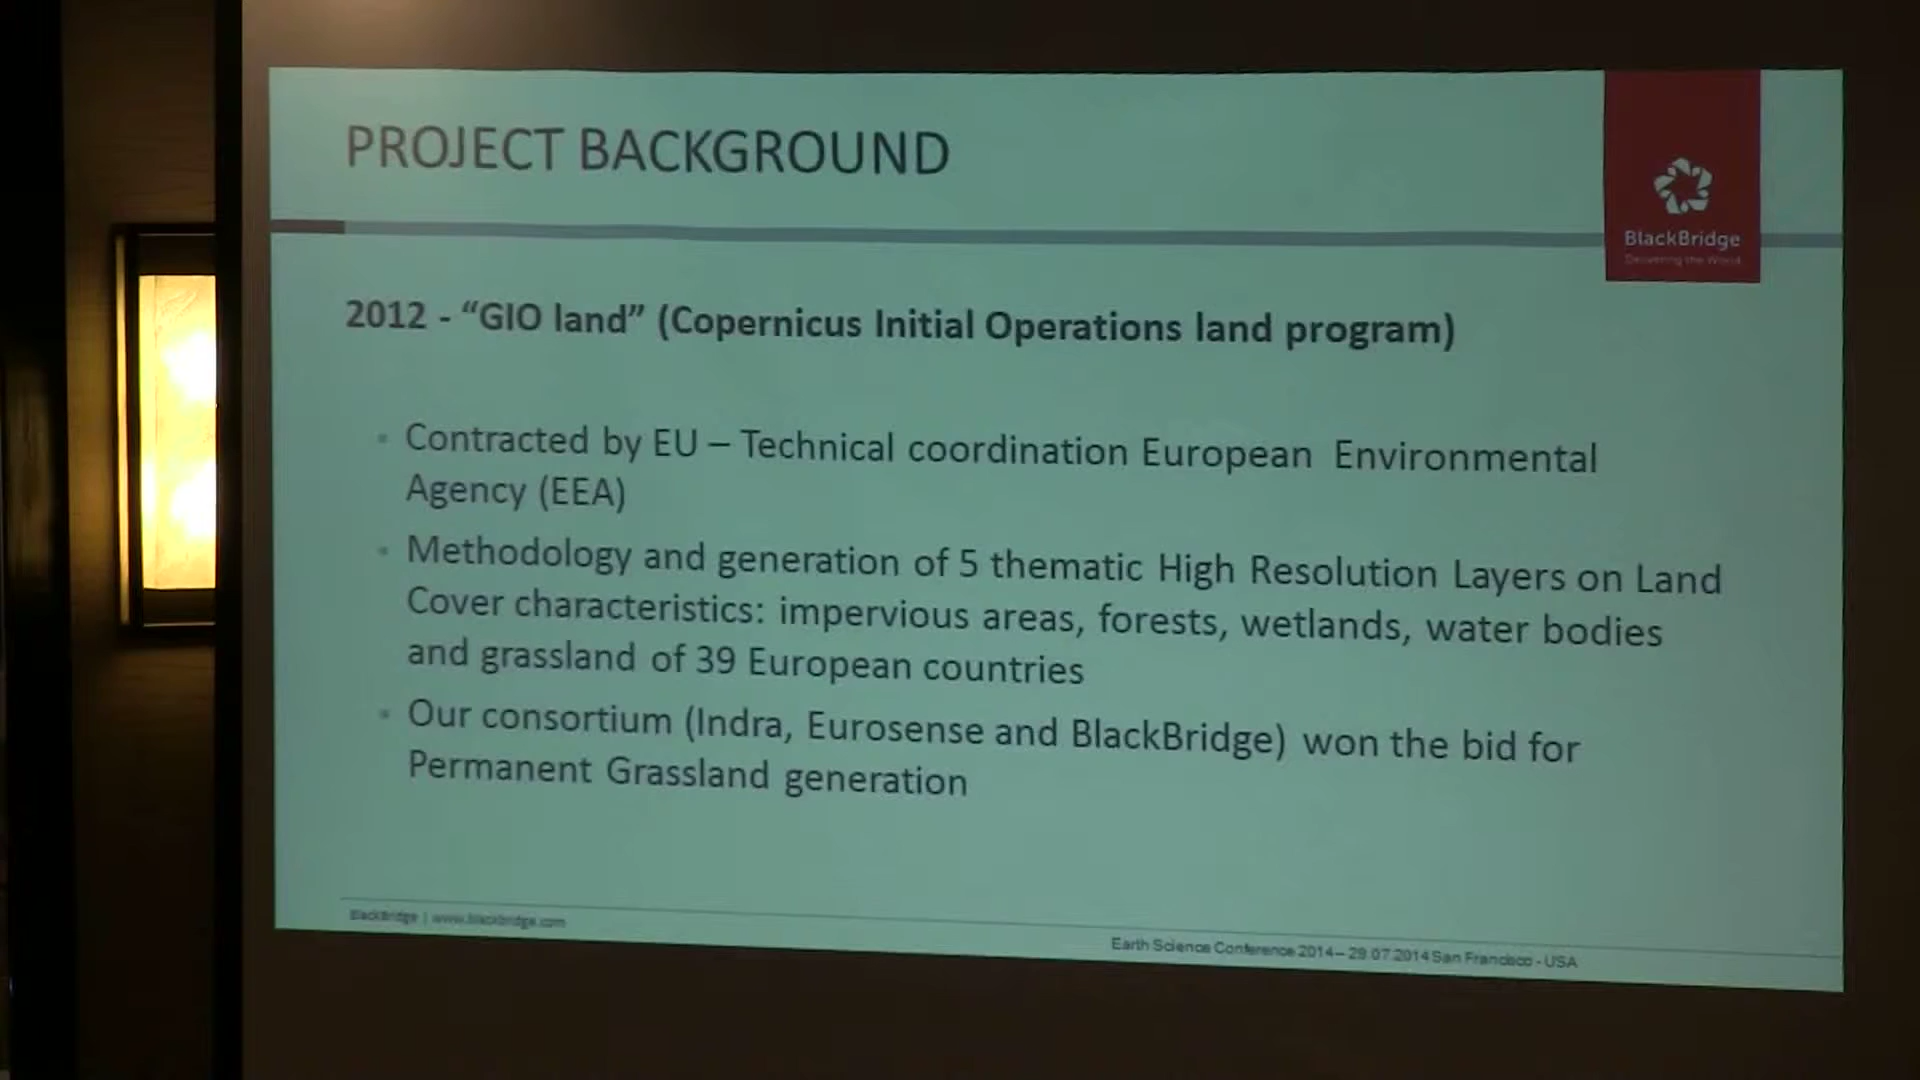 PROJECT BACKGROUND
BlackBridge
Delivering the World
2012 - “GIO land” (Copernicus Initial Operations land program)
Contracted by EU – Technical coordination European Environmental
Agency (EEA)
Methodology and generation of 5 thematic High Resolution Layers on Land
Cover characteristics: impervious areas, forests, wetlands, water bodies
and grassland of 39 European countries
Our consortium (Indra, Eurosense and BlackBridge) won the bid for
Permanent Grassland generation
BlackBridge | www.blackbridge.com
Earth Science Conference 2014 – 29.07.2014 San Francisco - USA